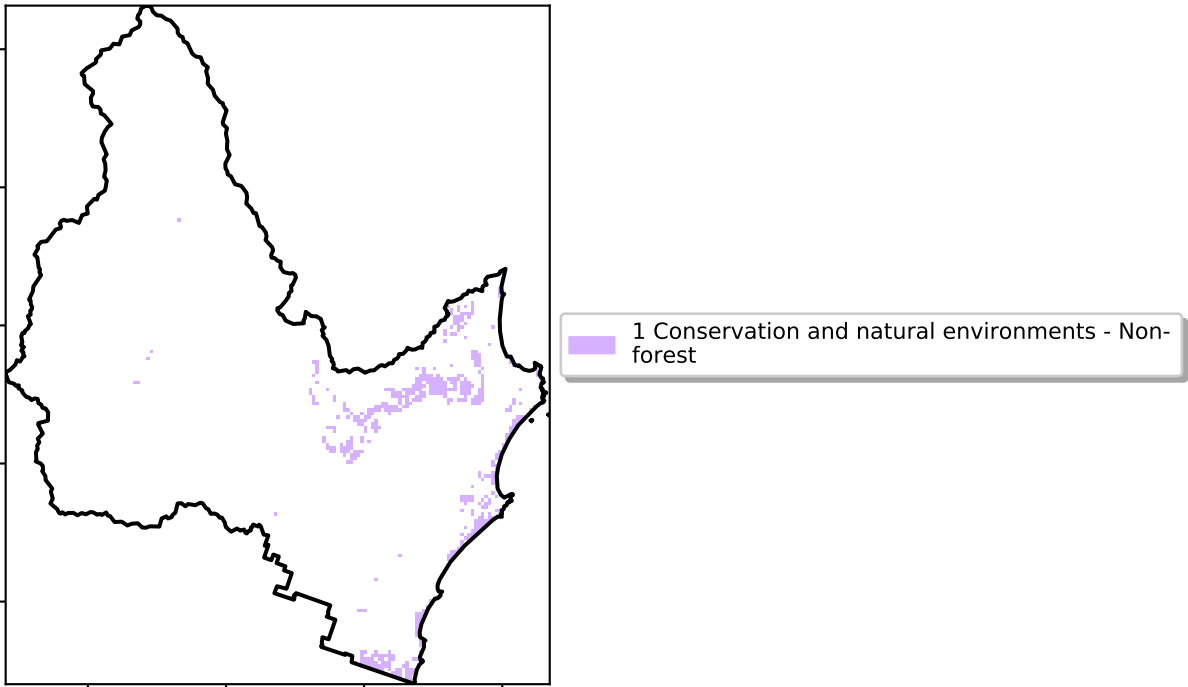 1 Conservation and natural environments - Non-
forest